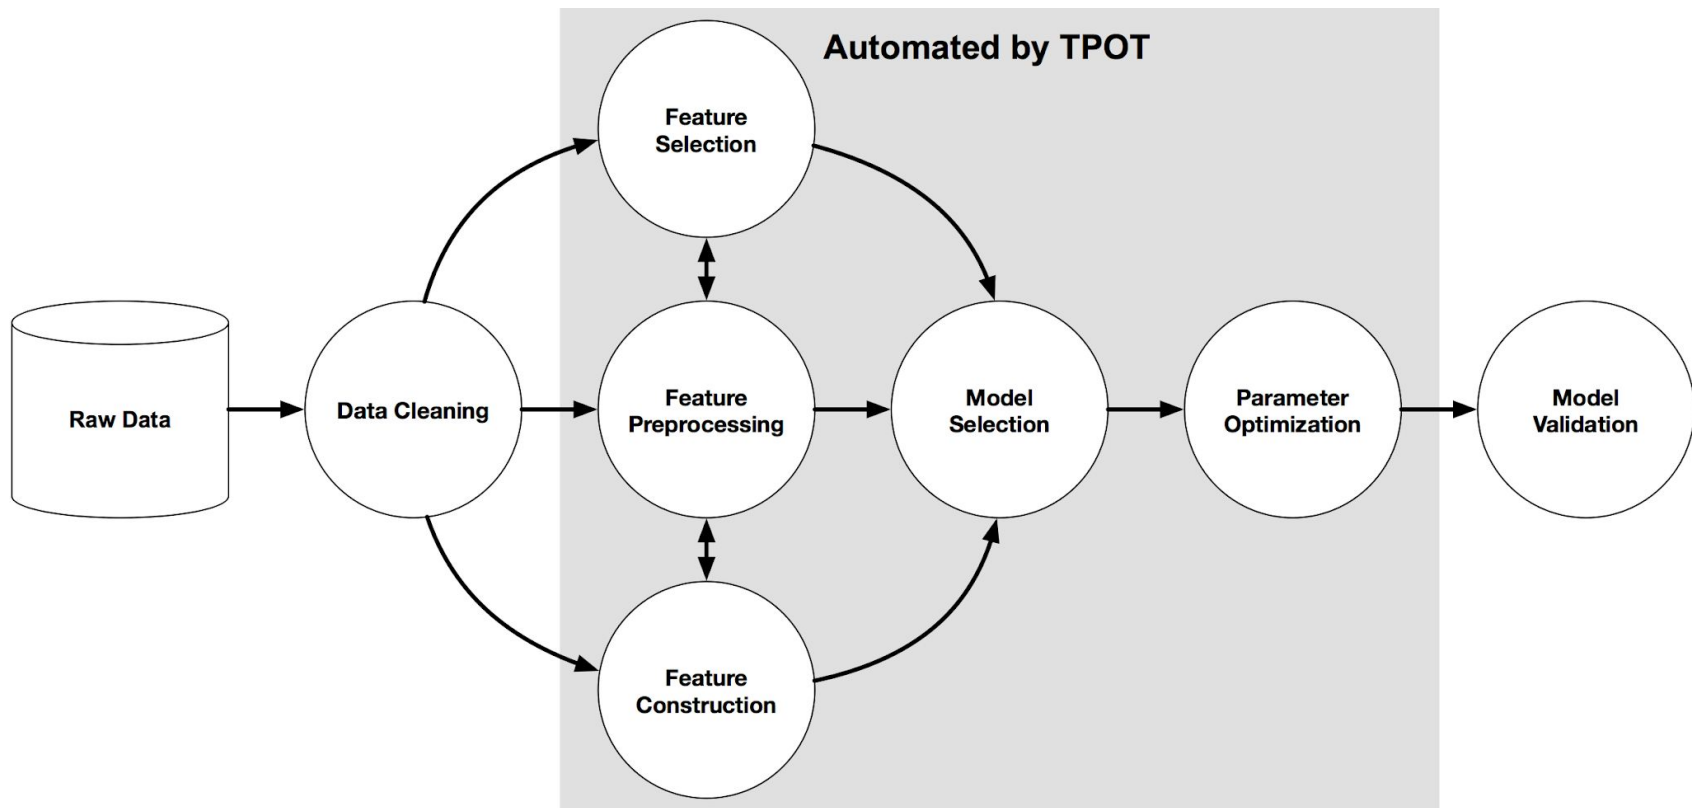 Automated by TPOT
Feature
Selection
Raw Data
Data Cleaning
Feature
Preprocessing
Model
Selection
Parameter
Optimization
Model
Validation
Feature
Construction